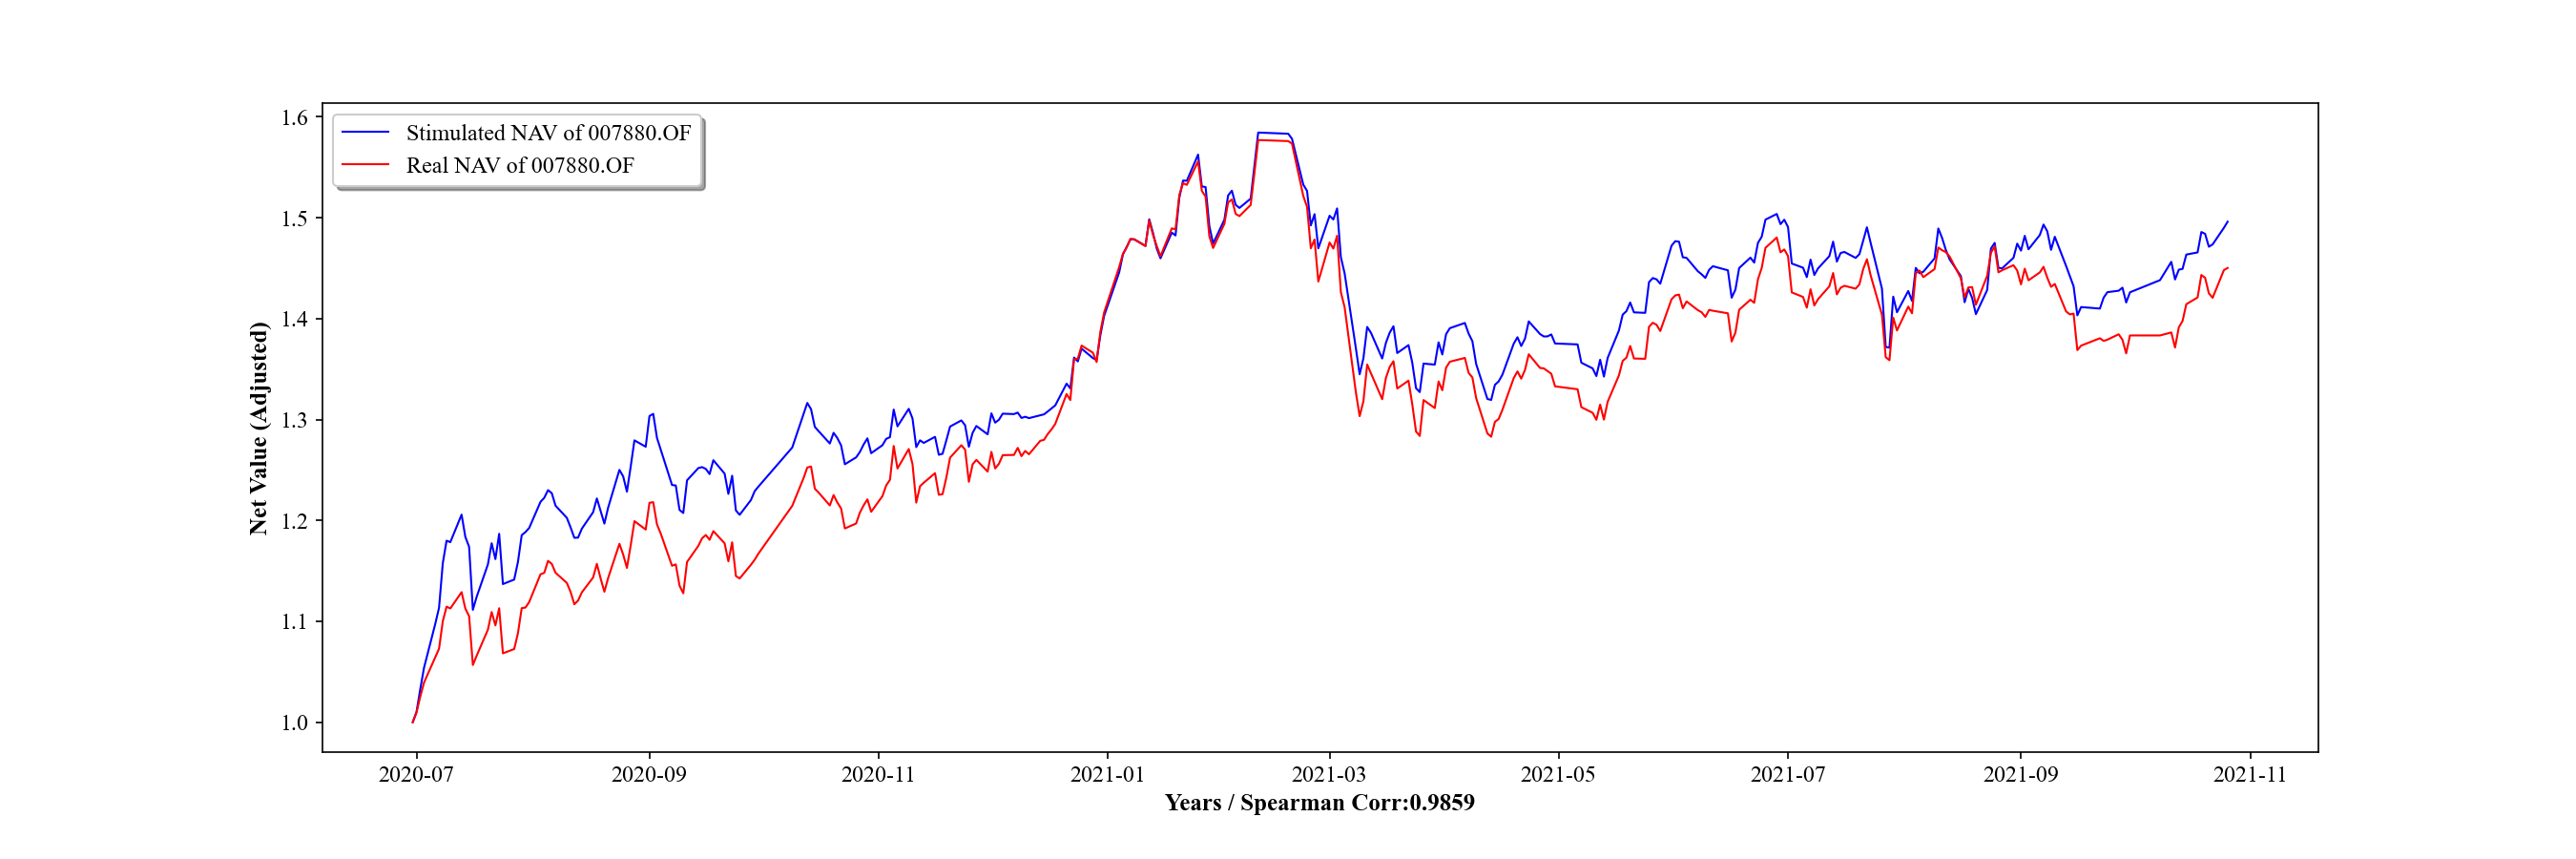 Stimulated NAV of 007880.OF
Real NAV of 007880.OF
Net Value (Adjusted)
1.6
1.5
1.4
1.3
1.2
1.1
1.0
2020-07 2020-09 2020-11 2021-01 2021-03 2021-05 2021-07 2021-09 2021-11
Years / Spearman Corr:0.9859